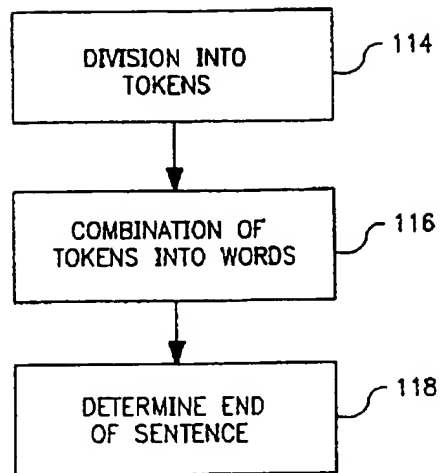 DIVISION INTO
TOKENS
114
COMBINATION OF
TOKENS INTO WORDS
116
DETERMINE END
OF SENTENCE
118